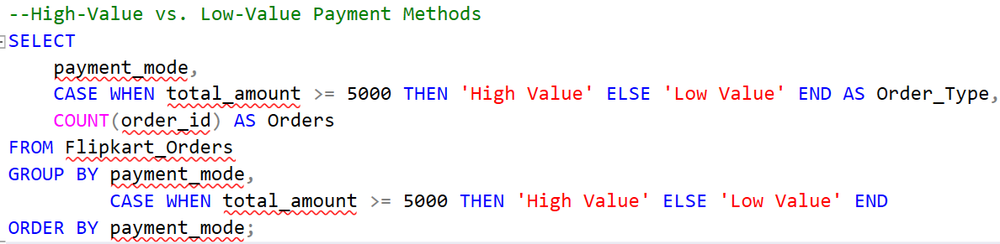 --High-Value vs. Low-Value Payment Methods
SELECT
    payment_mode,
    CASE WHEN total_amount >= 5000 THEN 'High Value' ELSE 'Low Value' END AS Order_Type,
    COUNT(order_id) AS Orders
FROM Flipkart_Orders
GROUP BY payment_mode,
         CASE WHEN total_amount >= 5000 THEN 'High Value' ELSE 'Low Value' END
ORDER BY payment_mode;